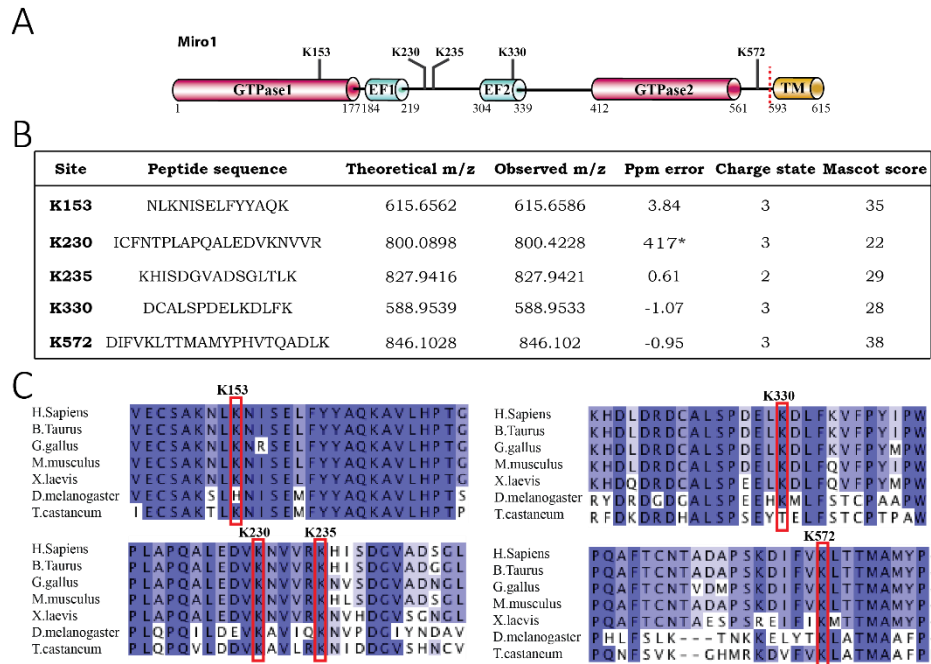 A
Miro1
K153
K230
K235
K330
K572
GTPase1
EF1
EF2
GTPase2
TM
1
177
184
219
304
339
412
561
593
615
B
Site Peptide sequence Theoretical m/z Observed m/z Ppm error Charge state Mascot score
K153 NLKNISELFYYAQK 615.6562 615.6586 3.84 3 35
K230 ICFNTPLAPQALEDVKNVVR 800.0898 800.4228 417* 3 22
K235 KHISDGVADSGLTLK 827.9416 827.9421 0.61 2 29
K330 DCALSPDELKDLFK 588.9539 588.9533 -1.07 3 28
K572 DIFVKLTTMAMYPHVTQADLK 846.1028 846.102 -0.95 3 38
C
K153
H.Sapiens VECSAKNLKNISELFYYAQKAVLHPTG
B.Taurus VECSAKNLKNISELFYYAQKAVLHPTG
G.gallus VECSAKNLKNRSELFYYAQKAVLHPTG
M.musculus VECSAKNLKNISELFYYAQKAVLHPTG
X.laevis VECSAKNLKNISELFYYAQKAVLHPTG
D.melanogaster VECSAKSLHNISEMFYYAQKAVLHPTS
T.castaneum IECSAKTLKNISEMFYYAQKAVLHPTG
K230 K235
H.Sapiens PLAPQALEDVKNVVRKHISDGVADSGL
B.Taurus PLAPQALEDVKNVVRKNISDGVADGGL
G.gallus PLAPQALEDVKNVVRKNISDGVADNGL
M.musculus PLAPQALEDVKNVVRKHLSDGVADSGL
X.laevis PLAPQALEDVKNVVRKNVHDGVSGNGL
D.melanogaster PLQPQILDEVKAVIQKNVPDGIYNDAV
T.castaneum PLQPQVLDDVKAVLRKNIDDGVSHNCV
K330
H.Sapiens KHDLDRDCALSPDELKDLFKVFPYIPW
B.Taurus KHDLDRDCALSPDELKDLFKVFPYIPW
G.gallus KHDLDRDCALSPDELKDLFKVFPYMPW
M.musculus KHDLDRDCALSPDELKDLFQVFPYIPW
X.laevis KHDQDRDCALSPEELKDLFQVFPYMPW
D.melanogaster RYDRDGDGALSPEEHKMLFSTCPAAPW
T.castaneum RFDKDRDHALSPSEYTELFSTCPTPAW
K572
H.Sapiens PQAFTCNTADAPSKDIFVKLTTMAMYP
B.Taurus PQAFTCNTADAPSKDIFVKLTTMAMYP
G.gallus PQAFTCNTVDMPSKDIFVKLTTMAMYP
M.musculus PQAFTCNTADAPSKDIFVKLTTMAMYP
X.laevis PQAFTCNTAESPSREIFIKMTTMAMYP
D.melanogaster PHLFSLK---TNKKELYTKLATMAAFP
T.castaneum PQNFSVK--GHMRKDVFVKLATMAAFP